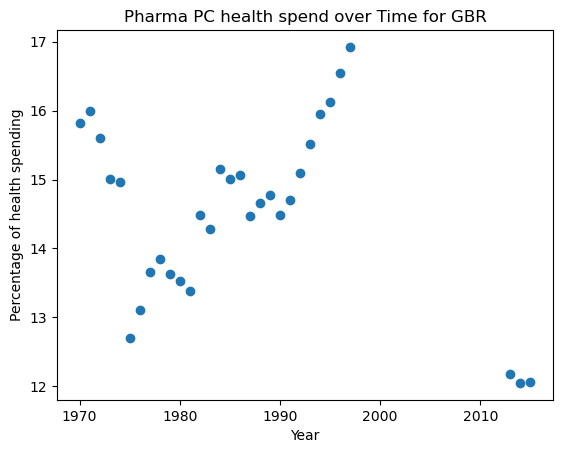 Pharma PC health spend over Time for GBR
Percentage of health spending
17
16
15
14
13
12
1970 1980 1990 2000 2010
Year